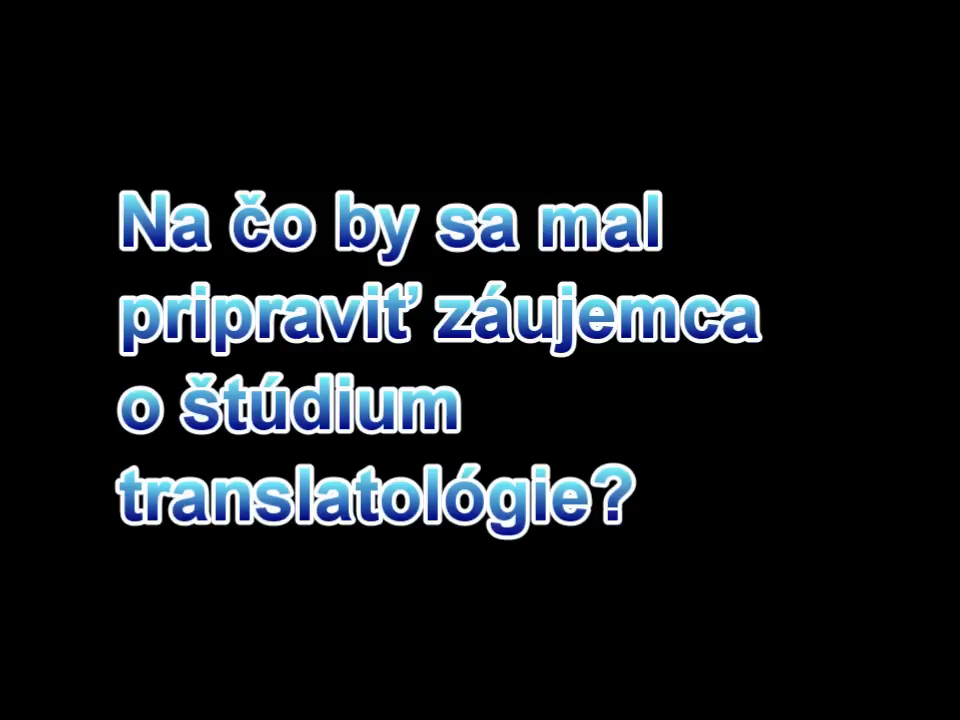 Na čo by sa mal
pripraviť záujemca
o štúdium
translatológie?